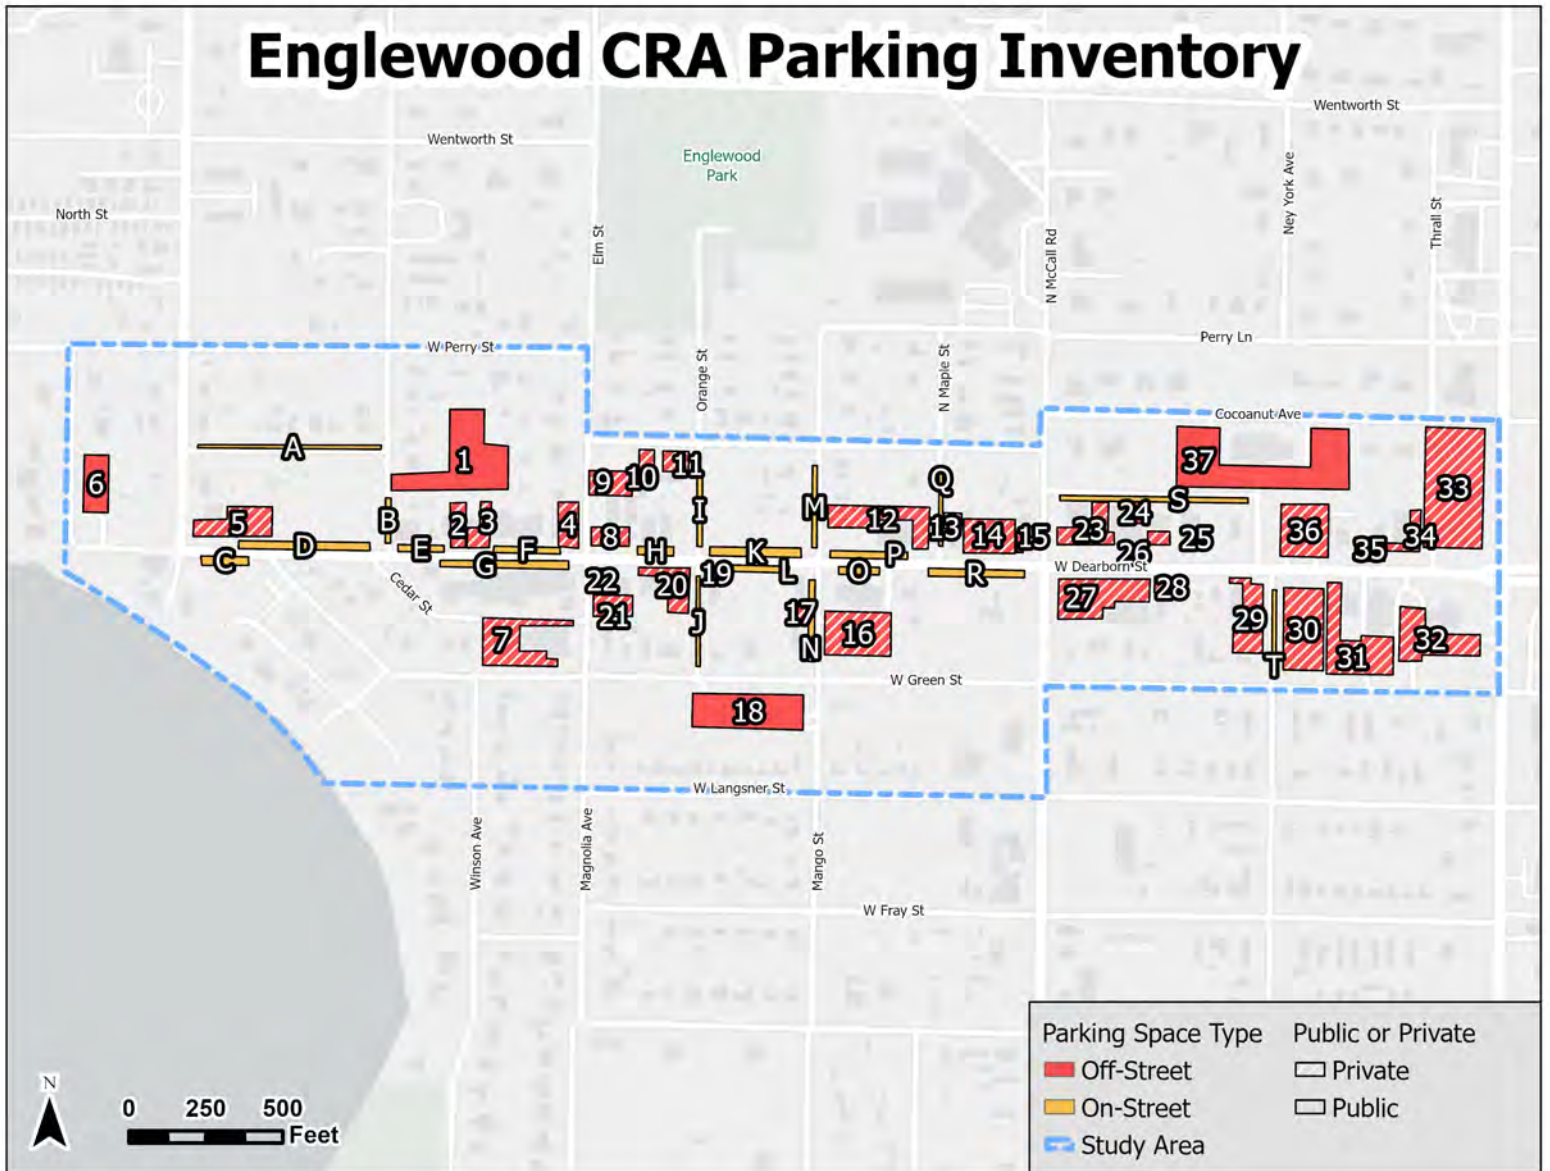 Englewood CRA Parking Inventory
Wentworth St
Wentworth St
Englewood
Park
North St
Elm St
N McCall Rd
Ney York Ave
Thrall St
Perry Ln
W Perry St
Orange St
N Maple St
Cocoanut Ave
A
1
6
5
B
2
3
4
C
D
E
F
G
9
10
11
8
H
I
K
L
M
12
Q
13
14
15
P
O
R
37
S
33
24
23
25
26
36
35
34
W Dearborn St
Cedar St
22
21
20
19
J
17
N
16
7
27
28
29
T
30
31
32
W Green St
18
W Langsner St
Winson Ave
Magnolia Ave
Mango St
W Fray St
N
0 250 500
Feet
Parking Space Type
Off-Street
On-Street
Study Area
Public or Private
Private
Public